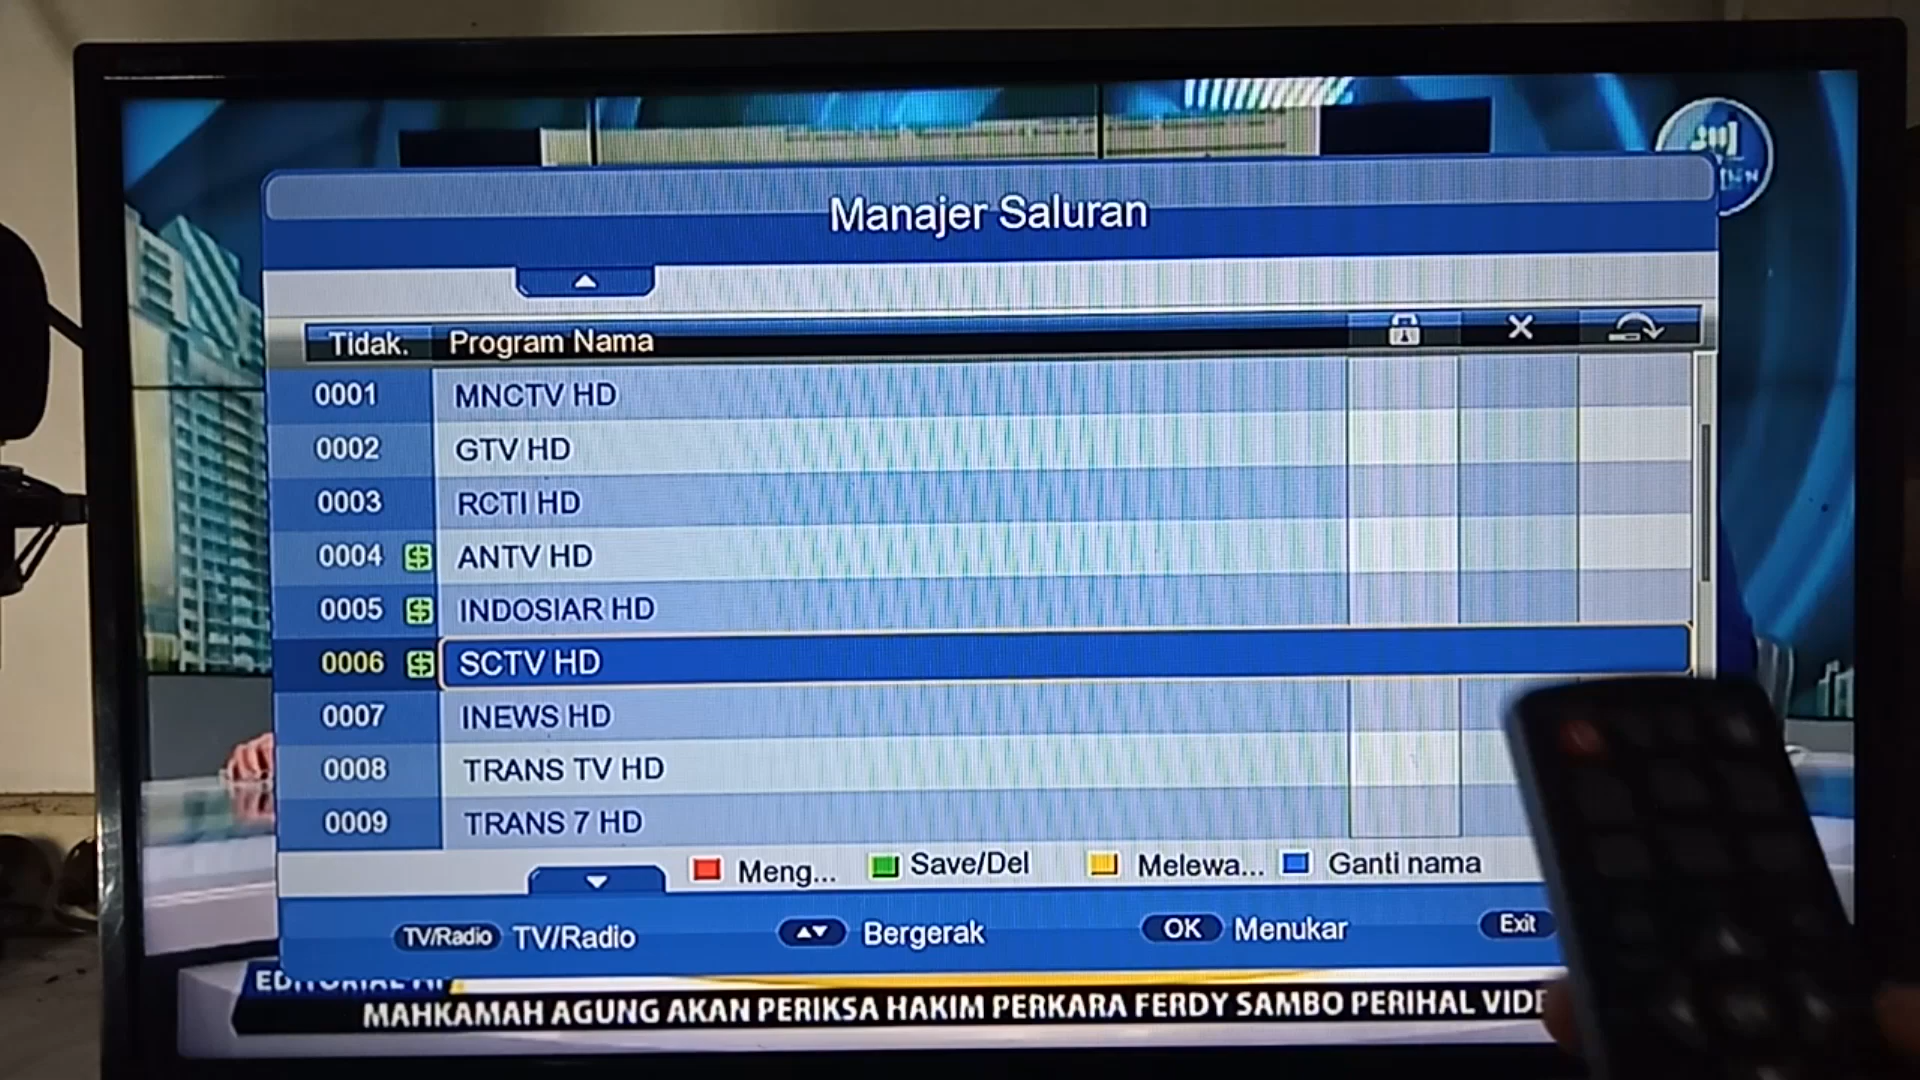 Manajer Saluran
Tidak. Program Nama
0001 MNCTV HD
0002 GTV HD
0003 RCTI HD
0004 $ ANTV HD
0005 $ INDOSIAR HD
0006 $ SCTV HD
0007 INEWS HD
0008 TRANS TV HD
0009 TRANS 7 HD
Meng... Save/Del Melewa... Ganti nama
TV/Radio TV/Radio Bergerak OK Menukar Exit
MAHKAMAH AGUNG AKAN PERIKSA HAKIM PERKARA FERDY SAMBO PERIHAL